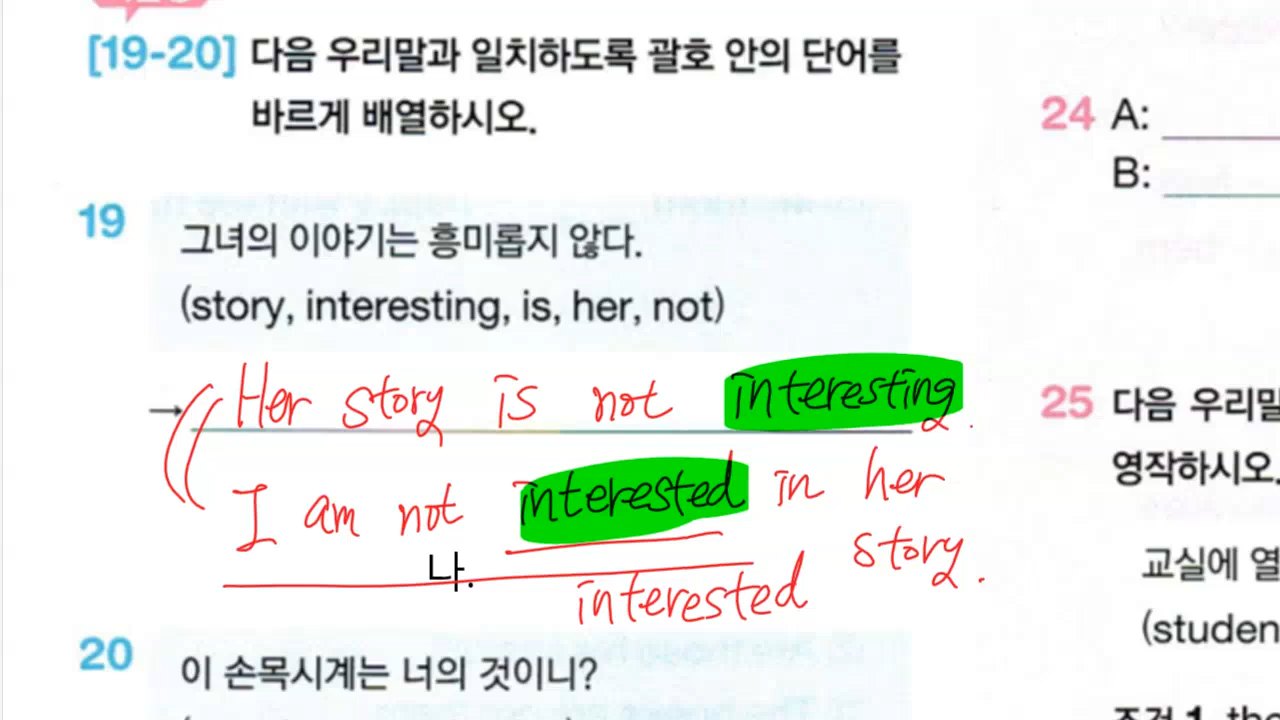 [19-20] 다음 우리말과 일치하도록 괄호 안의 단어를
바르게 배열하시오.
19
그녀의 이야기는 흥미롭지 않다.
(story, interesting, is, her, not)
→ Her story is not interesting.
I am not interested in her
story.
나.
interested
20
이 손목시계는 너의 것이니?
24 A:
B:
25 다음 우리말
영작하시오.
교실에 열
(studen